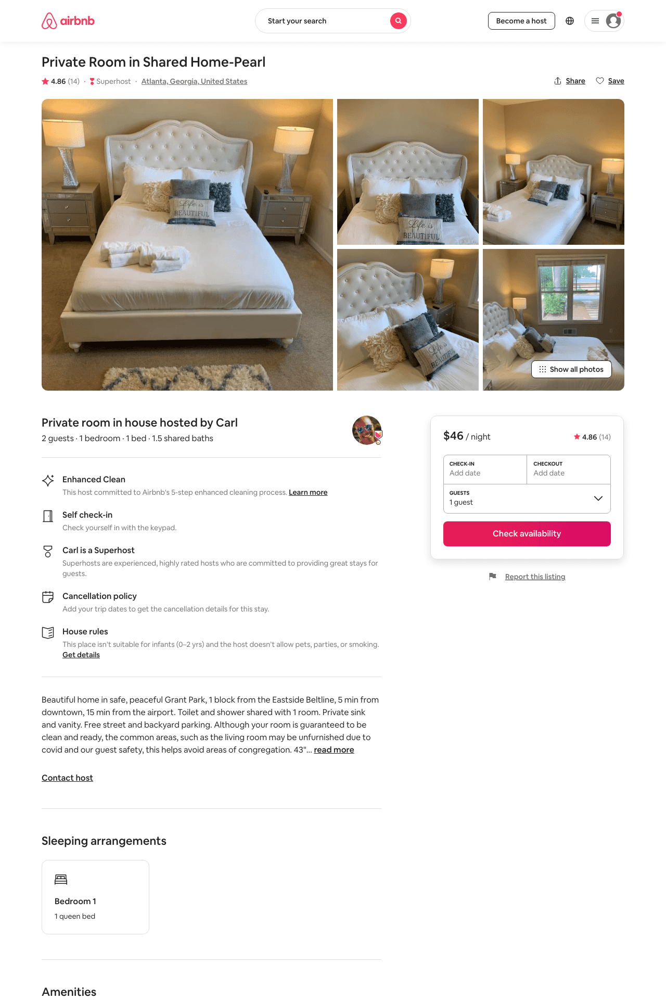 airbnb
Start your search
Become a host
Private Room in Shared Home-Pearl
4.86 (14) · Superhost · Atlanta, Georgia, United States
Share
Save
Life is
BEAUTIFUL
Life is
BEAUTIFUL
Life is
BEAUTIFUL
Show all photos
Private room in house hosted by Carl
2 guests · 1 bedroom · 1 bed · 1.5 shared baths
Enhanced Clean
This host committed to Airbnb's 5-step enhanced cleaning process. Learn more
Self check-in
Check yourself in with the keypad.
Carl is a Superhost
Superhosts are experienced, highly rated hosts who are committed to providing great stays for
guests.
Cancellation policy
Add your trip dates to get the cancellation details for this stay.
House rules
This place isn’t suitable for infants (0–2 yrs) and the host doesn’t allow pets, parties, or smoking.
Get details
$46 / night
4.86 (14)
CHECK-IN
Add date
CHECKOUT
Add date
GUESTS
1 guest
Check availability
Report this listing
Beautiful home in safe, peaceful Grant Park, 1 block from the Eastside Beltline, 5 min from
downtown, 15 min from the airport. Toilet and shower shared with 1 room. Private sink
and vanity. Free street and backyard parking. Although your room is guaranteed to be
clean and ready, the common areas, such as the living room may be unfurnished due to
covid and our guest safety, this helps avoid areas of congregation. 43"... read more
Contact host
Sleeping arrangements
Bedroom 1
1 queen bed
Amenities